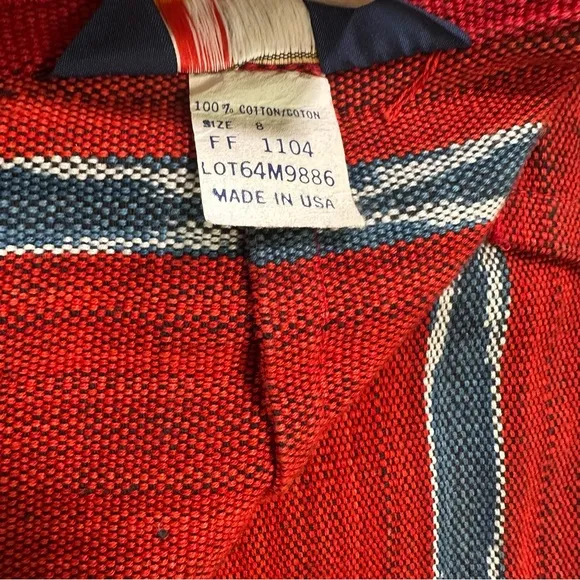 100% COTTON/COTON
SIZE 8
FF 1104
LOT64M9886
MADE IN USA